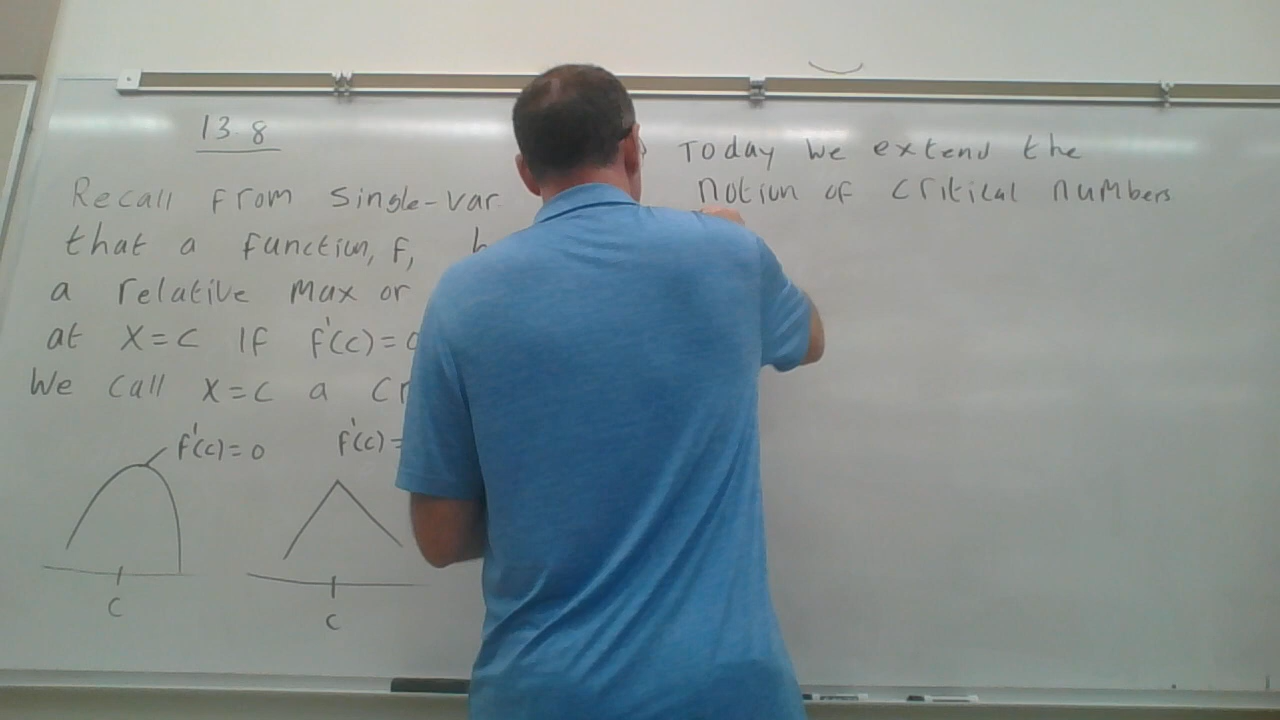 13.8
Recall from single-var
that a function, f,
a relative max or
at x=c if f'(c)=0
We call x=c a
f'(c)=0
f'(c)=
c
c
Today we extend the
notion of critical numbers